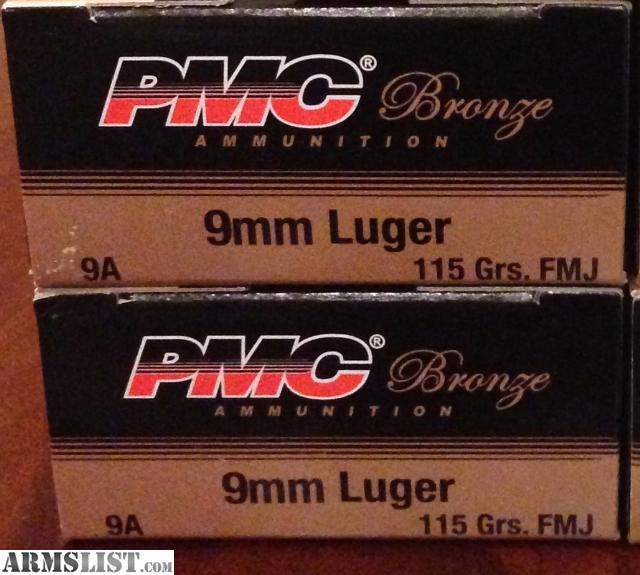 PMC® Bronze
AMMUNITION
9mm Luger
9A 115 Grs. FMJ
PMC® Bronze
AMMUNITION
9mm Luger
9A 115 Grs. FMJ
ARMSLIST.COM